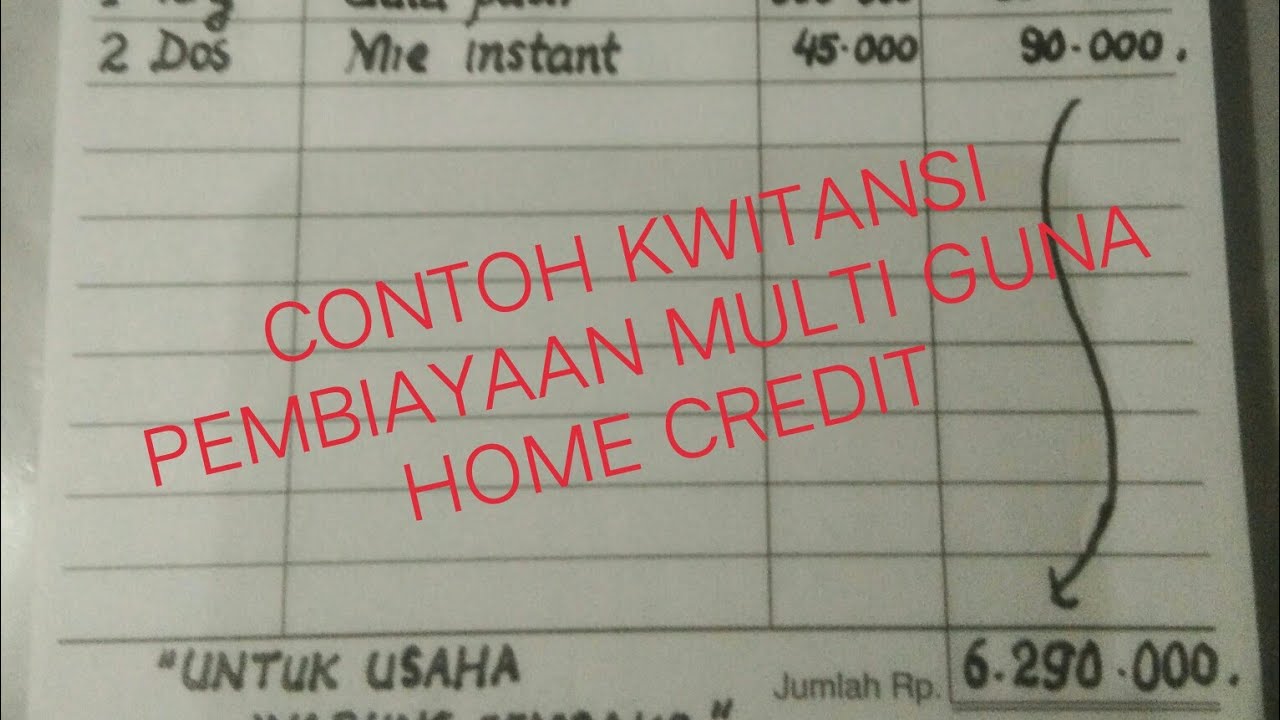 2 Dos Mie instant 45.000 90.000.
CONTOH KWITANSI
PEMBIAYAAN MULTI GUNA
HOME CREDIT
"UNTUK USAHA
Jumlah Rp. 6.290.000.